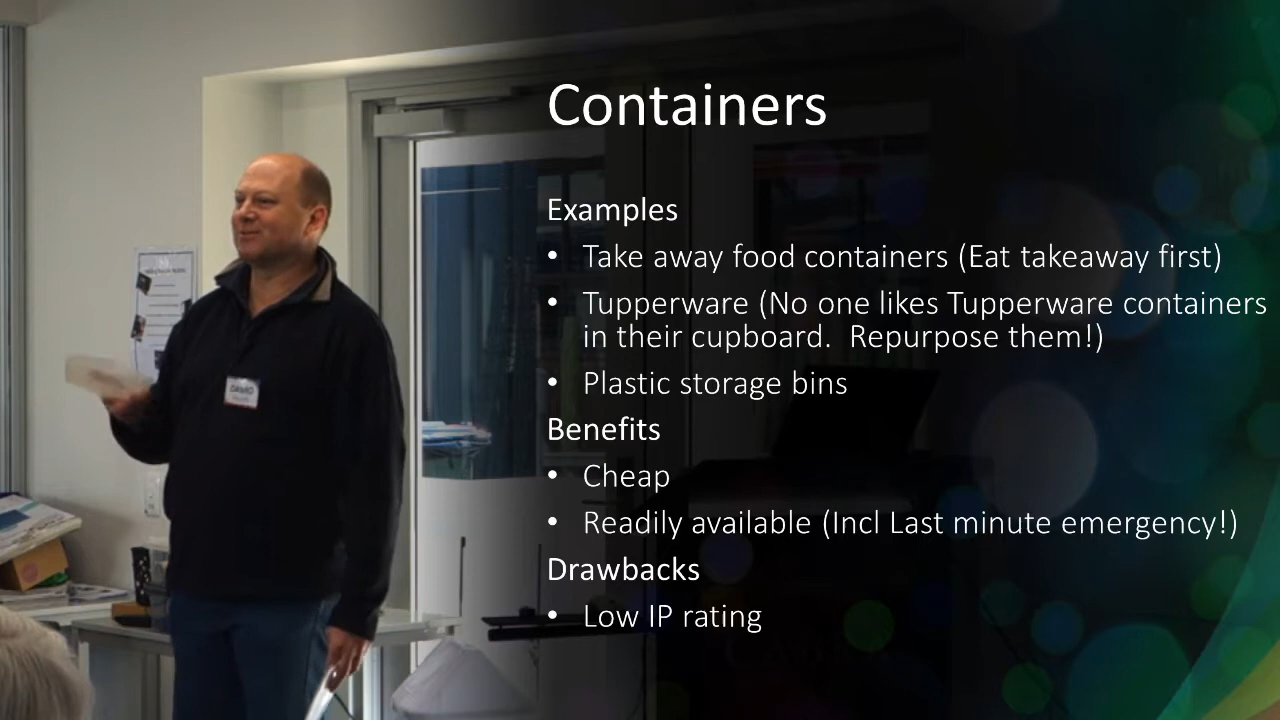 Containers
Examples
• Take away food containers (Eat takeaway first)
• Tupperware (No one likes Tupperware containers
in their cupboard.  Repurpose them!)
• Plastic storage bins
Benefits
• Cheap
• Readily available (Incl Last minute emergency!)
Drawbacks
• Low IP rating
DAVID